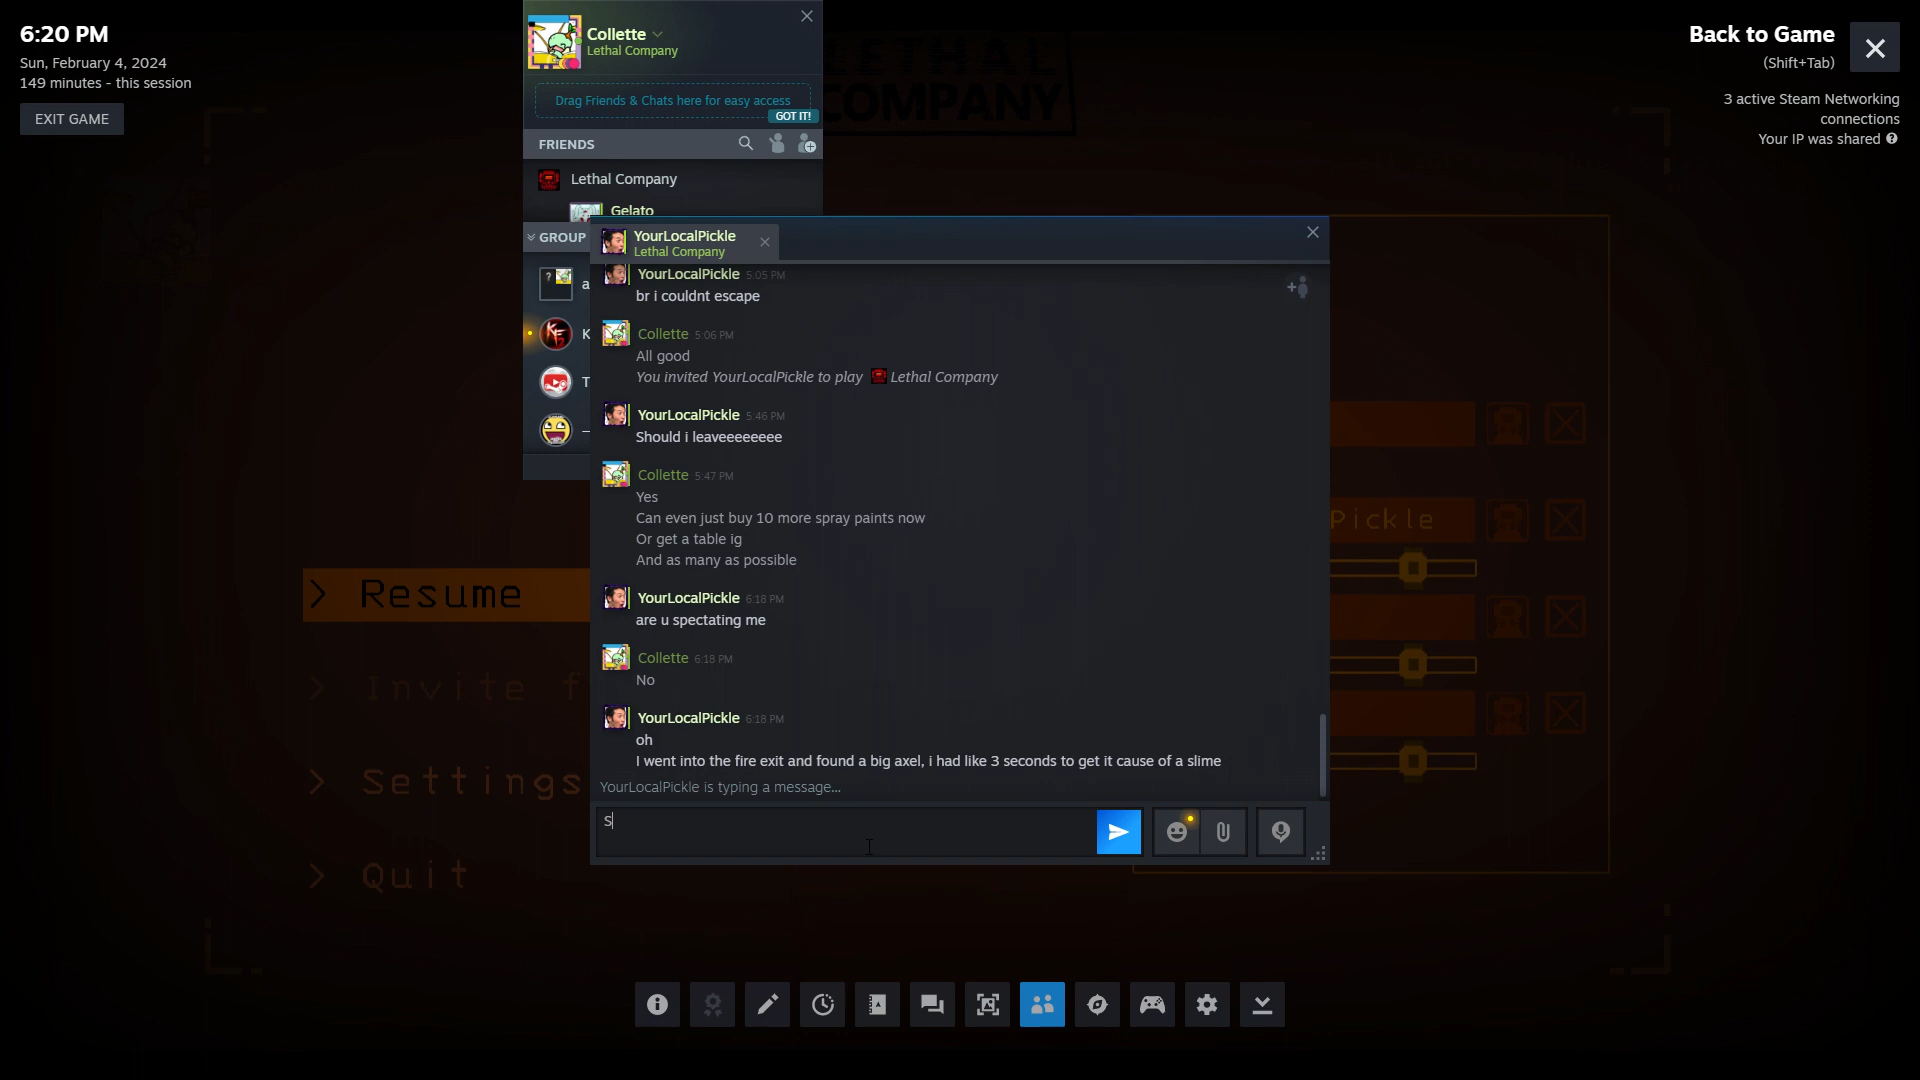 6:20 PM
Sun, February 4, 2024
149 minutes - this session
EXIT GAME
Collette
Lethal Company
Drag Friends & Chats here for easy access
GOT IT!
FRIENDS
Lethal Company
Gelato
GROUP
a
K
T
LETHAL
COMPANY
Back to Game
(Shift+Tab)
3 active Steam Networking
connections
Your IP was shared
YourLocalPickle
Lethal Company
YourLocalPickle 5:05 PM
br i couldnt escape
Collette 5:06 PM
All good
You invited YourLocalPickle to play Lethal Company
YourLocalPickle 5:46 PM
Should i leaveeeeeeee
Collette 5:47 PM
Yes
Can even just buy 10 more spray paints now
Or get a table ig
And as many as possible
YourLocalPickle 6:18 PM
are u spectating me
Collette 6:18 PM
No
YourLocalPickle 6:18 PM
oh
I went into the fire exit and found a big axel, i had like 3 seconds to get it cause of a slime
YourLocalPickle is typing a message...
S
> Resume
> Invite f
> Settings
> Quit
Pickle